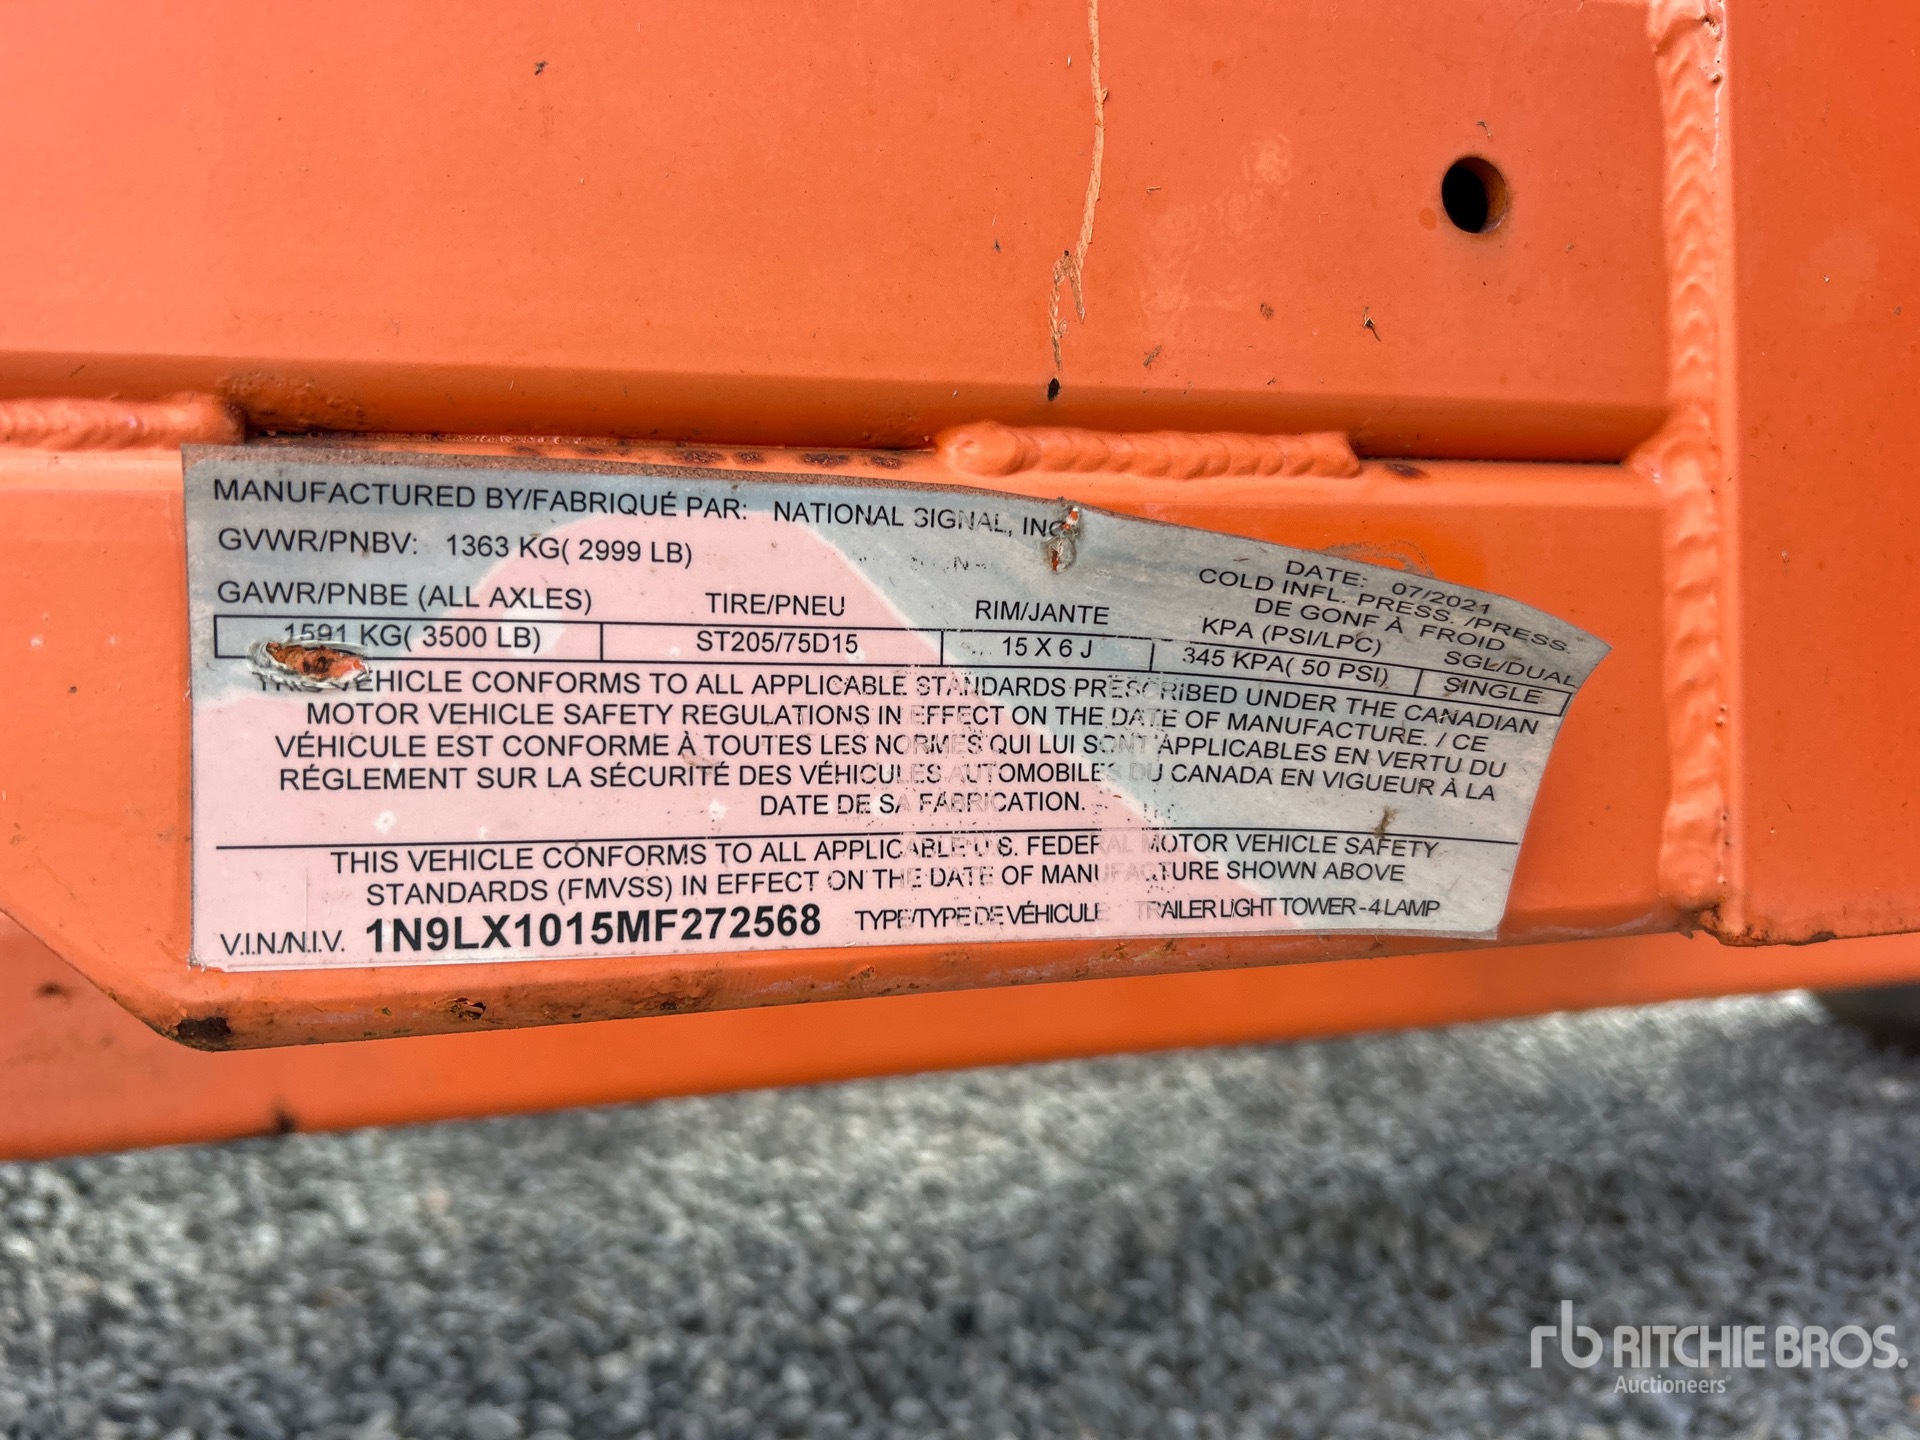 MANUFACTURED BY/FABRIQUÉ PAR: NATIONAL SIGNAL, INC
GVWR/PNBV: 1363 KG( 2999 LB)
DATE: 07/2021
GAWR/PNBE (ALL AXLES) TIRE/PNEU RIM/JANTE COLD INFL. PRESS. /PRESS.
DE GONF À FROID
KPA (PSI/LPC) SGL/DUAL
1591 KG( 3500 LB) ST205/75D15 15 X 6 J 345 KPA( 50 PSI) SINGLE
THIS VEHICLE CONFORMS TO ALL APPLICABLE STANDARDS PRESCRIBED UNDER THE CANADIAN
MOTOR VEHICLE SAFETY REGULATIONS IN EFFECT ON THE DATE OF MANUFACTURE. / CE
VÉHICULE EST CONFORME À TOUTES LES NORMES QUI LUI SONT APPLICABLES EN VERTU DU
RÉGLEMENT SUR LA SÉCURITÉ DES VÉHICULES AUTOMOBILES DU CANADA EN VIGUEUR À LA
DATE DE SA FABRICATION.
THIS VEHICLE CONFORMS TO ALL APPLICABLE U.S. FEDERAL MOTOR VEHICLE SAFETY
STANDARDS (FMVSS) IN EFFECT ON THE DATE OF MANUFACTURE SHOWN ABOVE
V.I.N./N.I.V. 1N9LX1015MF272568 TYPE/TYPE DE VÉHICULE TRAILER LIGHT TOWER - 4 LAMP
rb RITCHIE BROS.
Auctioneers